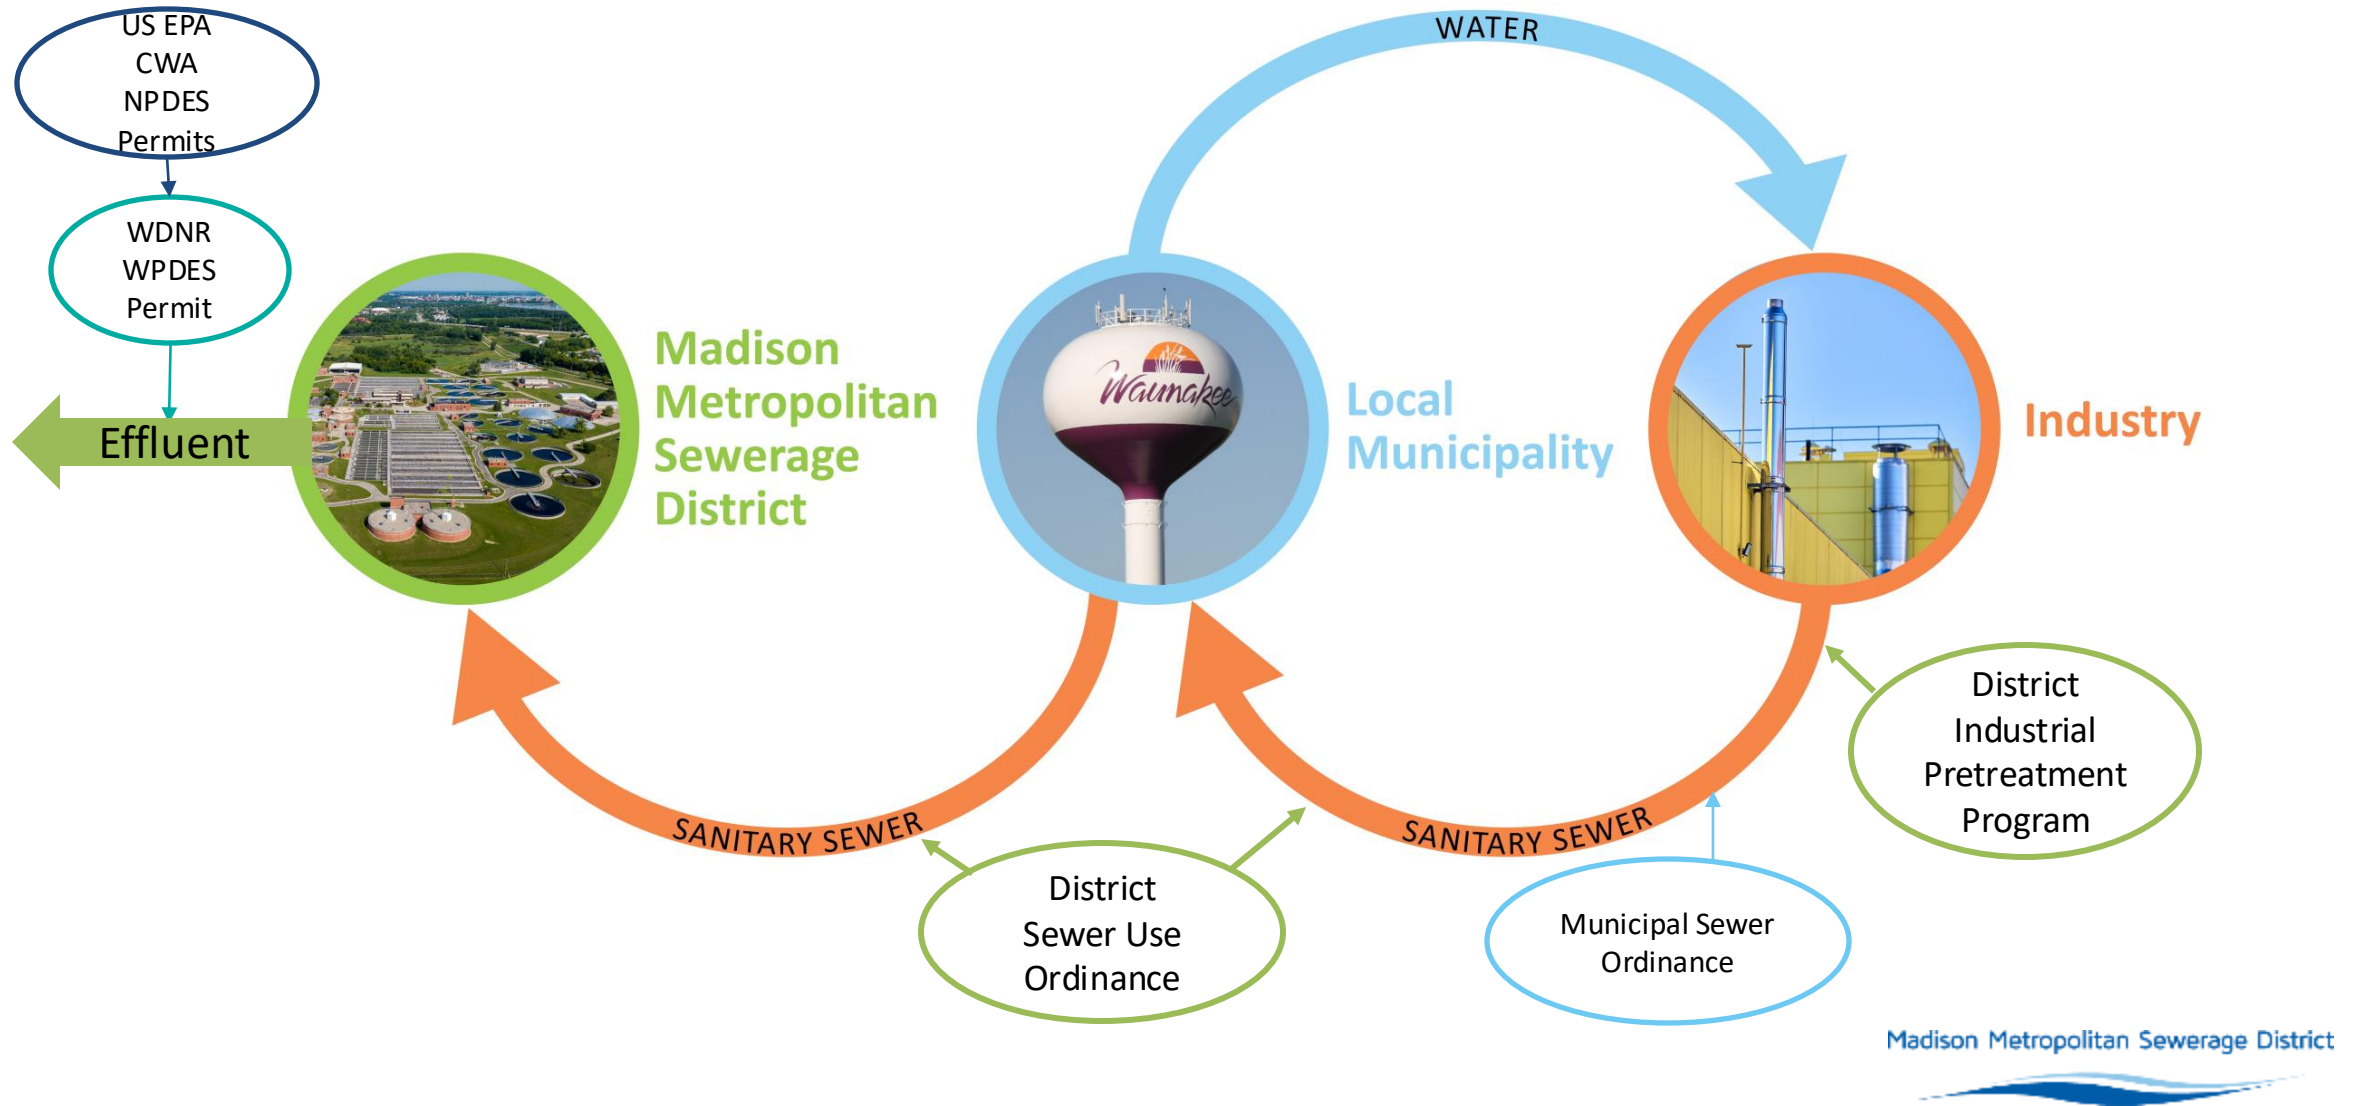 US EPA
CWA
NPDES
Permits
WDNR
WPDES
Permit
Effluent
Madison
Metropolitan
Sewerage
District
WATER
Waunakee
Local
Municipality
Industry
SANITARY SEWER
SANITARY SEWER
District
Sewer Use
Ordinance
Municipal Sewer
Ordinance
District
Industrial
Pretreatment
Program
Madison Metropolitan Sewerage District